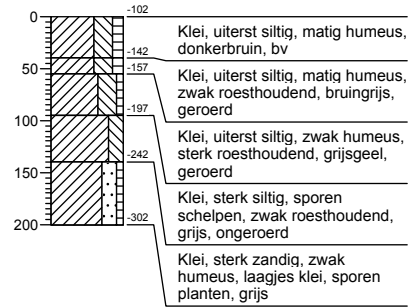 0
50
100
150
200
-102
-142
-157
-197
-242
-302
Klei, uiterst siltig, matig humeus,
donkerbruin, bv
Klei, uiterst siltig, matig humeus,
zwak roesthoudend, bruingrijs,
geroerd
Klei, uiterst siltig, zwak humeus,
sterk roesthoudend, grijsgeel,
geroerd
Klei, sterk siltig, sporen
schelpen, zwak roesthoudend,
grijs, ongeroerd
Klei, sterk zandig, zwak
humeus, laagjes klei, sporen
planten, grijs